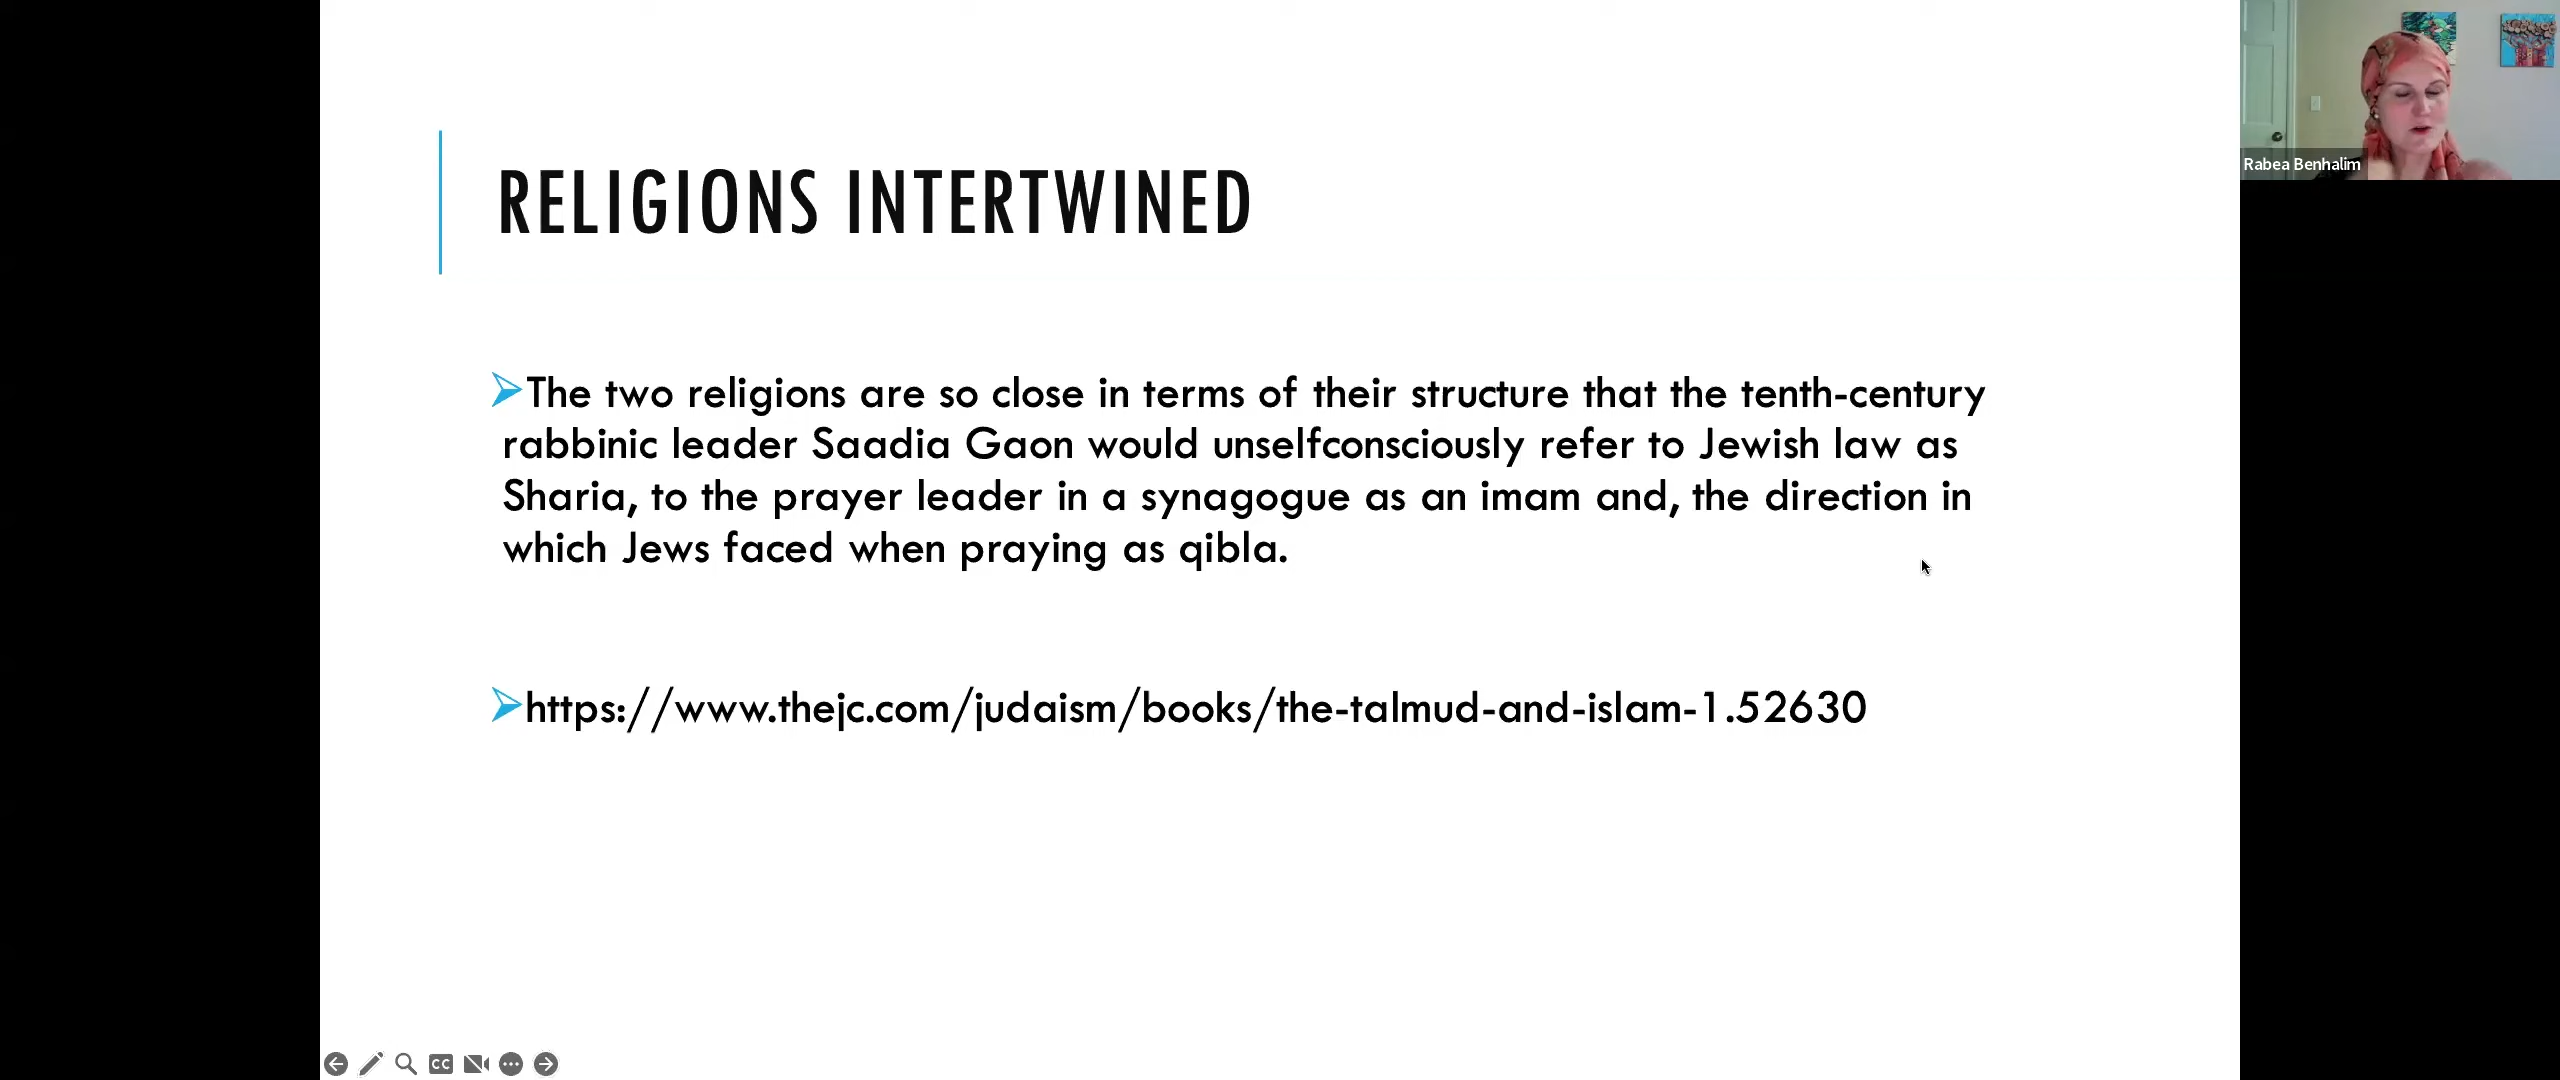 RELIGIONS INTERTWINED
The two religions are so close in terms of their structure that the tenth-century
rabbinic leader Saadia Gaon would unselfconsciously refer to Jewish law as
Sharia, to the prayer leader in a synagogue as an imam and, the direction in
which Jews faced when praying as qibla.
https://www.thejc.com/judaism/books/the-talmud-and-islam-1.52630
Rabea Benhalim
CC